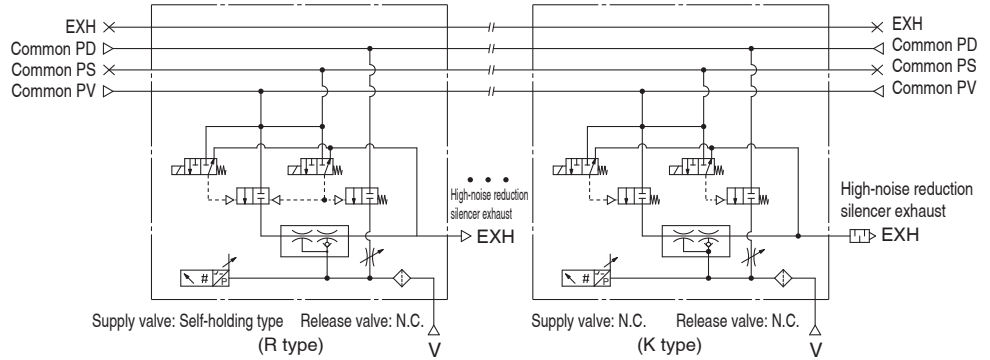 EXH
Common PD
Common PS
Common PV
EXH
Common PD
Common PS
Common PV
High-noise reduction
silencer exhaust
EXH
High-noise reduction
silencer exhaust
EXH
# P
# P
Supply valve: Self-holding type Release valve: N.C.
(R type)
V
Supply valve: N.C. Release valve: N.C.
(K type)
V